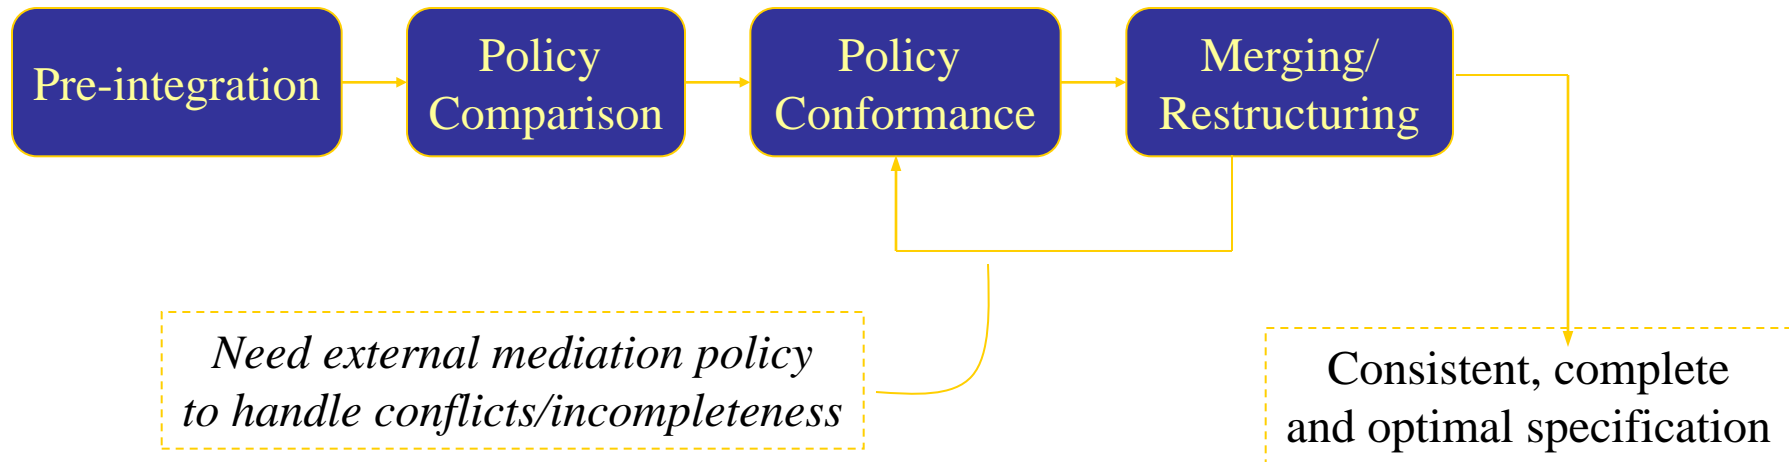 Pre-integration
Policy
Comparison
Policy
Conformance
Merging/
Restructuring
Need external mediation policy
to handle conflicts/incompleteness
Consistent, complete
and optimal specification